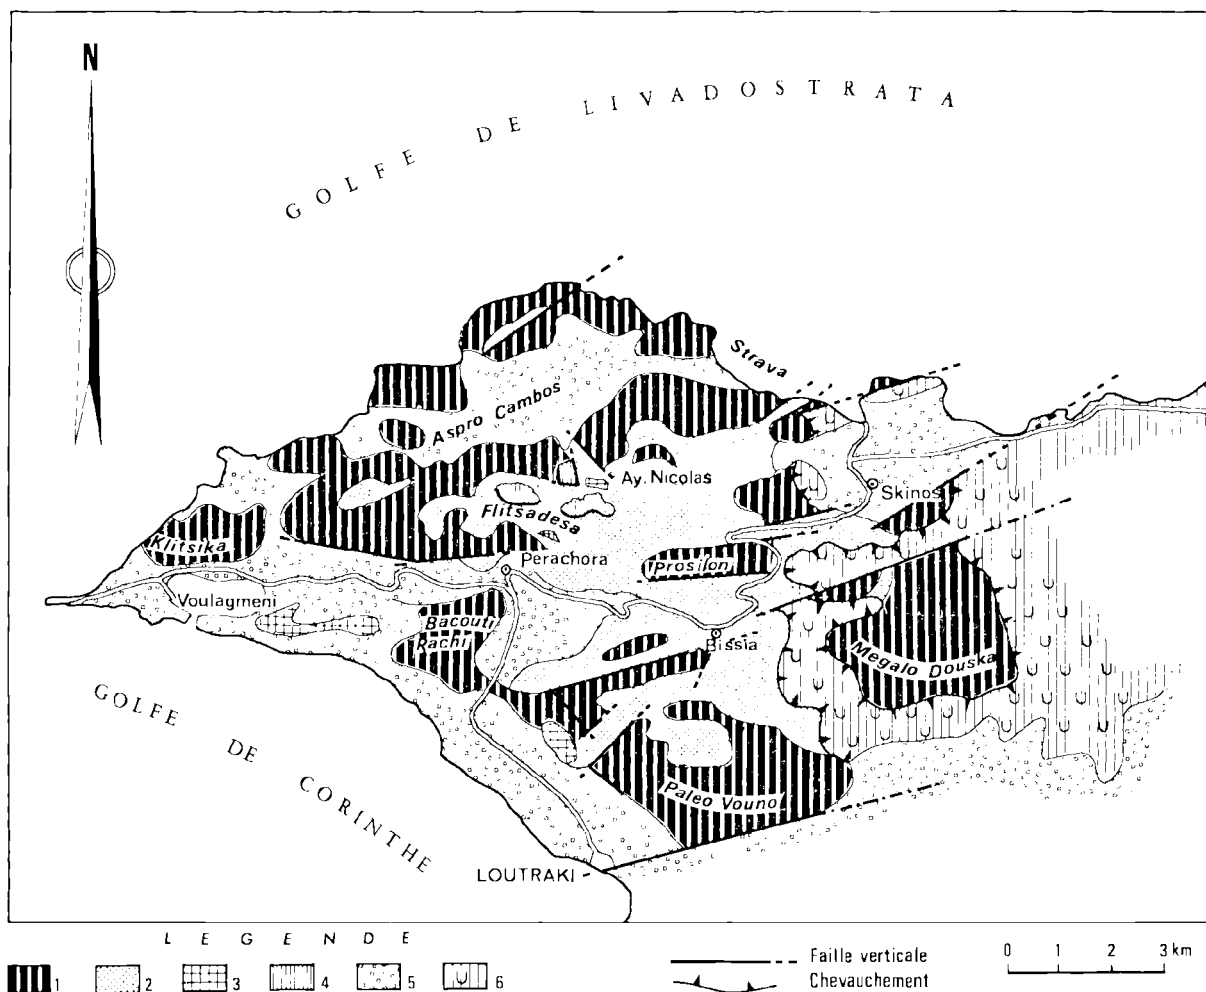 N
GOLFE DE LIVADOSTRATA
Strava
Aspro Cambos
Ay. Nicolas
Skinos
Flitsadesa
Klitsika
Perachora
Prosilon
Voulagmeni
Bacouti
Rachi
Bissia
Megalo Douska
GOLFE DE CORINTHE
Paleo Vouno
LOUTRAKI
LEGENDE
1 2 3 4 5 6
Faille verticale
Chevauchement
0 1 2 3 km